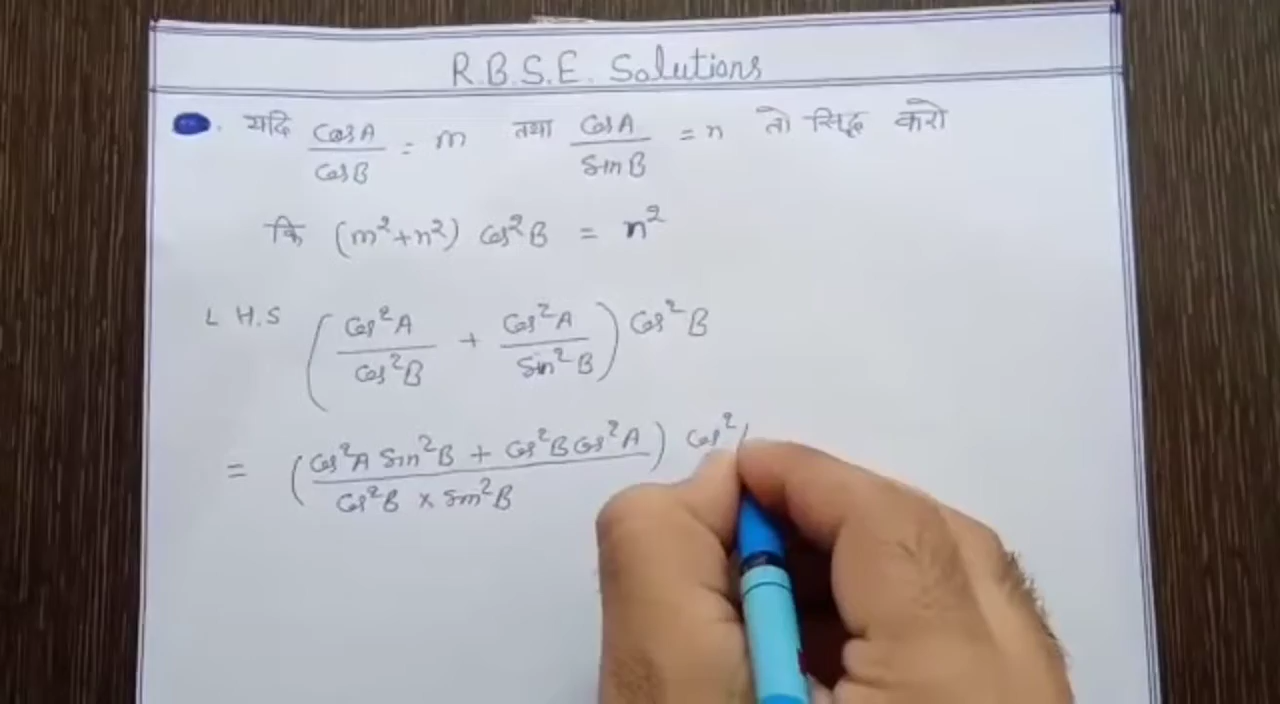 R.B.S.E. Solutions
यदि CosA/CosB = m तथा CosA/SinB = n तो सिद्ध करो
कि (m²+n²) Cos²B = n²
L H.S (Cos²A/Cos²B + Cos²A/Sin²B) Cos²B
= (Cos²A Sin²B + Cos²B Cos²A / Cos²B × Sin²B) Cos²